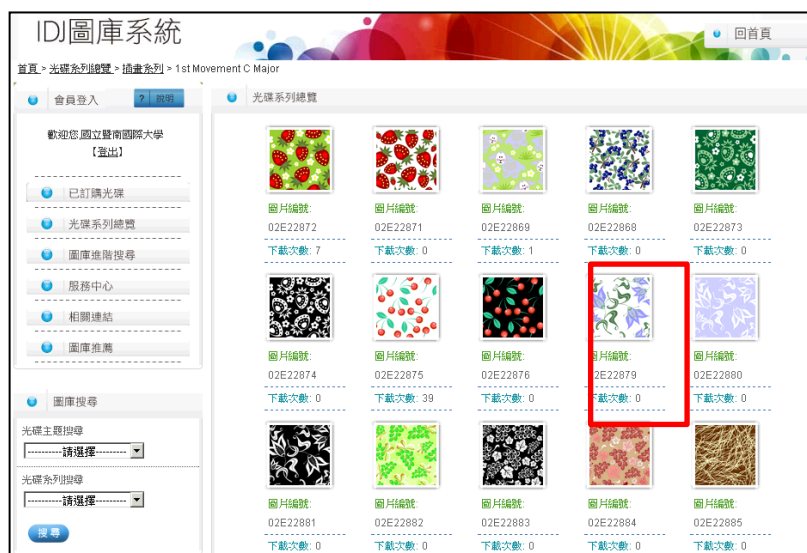 IDJ圖庫系統
回首頁
首頁 > 光碟系列總覽 > 插畫系列 > 1st Movement C Major
會員登入
? 說明
光碟系列總覽
歡迎您,國立暨南國際大學
【登出】
已訂購光碟
光碟系列總覽
圖庫進階搜尋
服務中心
相關連結
圖庫推薦
圖庫搜尋
光碟主題搜尋
----------請選擇----------
光碟系列搜尋
----------請選擇----------
搜尋
圖片編號: 圖片編號: 圖片編號: 圖片編號: 圖片編號:
02E22872 02E22871 02E22869 02E22868 02E22873
下載次數: 7 下載次數: 0 下載次數: 1 下載次數: 0 下載次數: 0
圖片編號: 圖片編號: 圖片編號: 圖片編號: 圖片編號:
02E22874 02E22875 02E22876 02E22879 02E22880
下載次數: 0 下載次數: 39 下載次數: 0 下載次數: 0 下載次數: 0
圖片編號: 圖片編號: 圖片編號: 圖片編號: 圖片編號:
02E22881 02E22882 02E22883 02E22884 02E22885
下載次數: 0 下載次數: 0 下載次數: 0 下載次數: 0 下載次數: 0